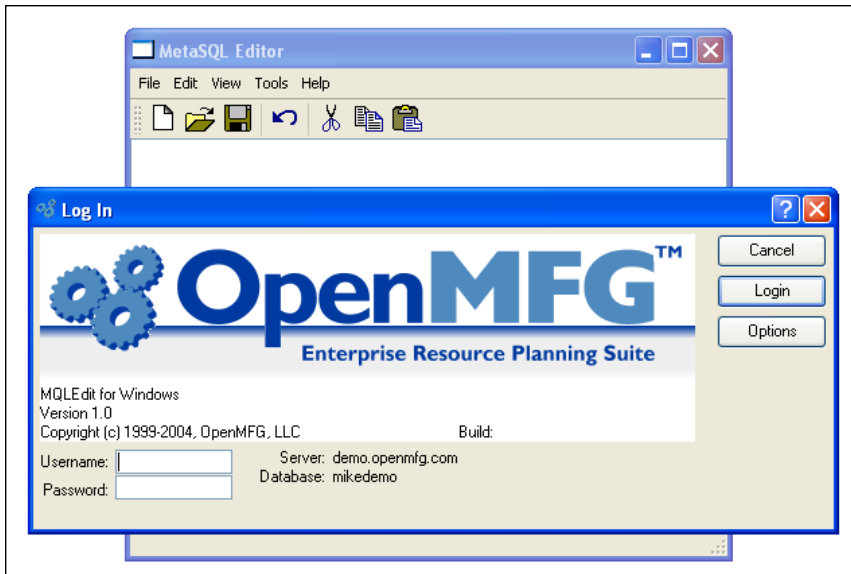 MetaSQL Editor
File Edit View Tools Help
Log In
OpenMFG™
Enterprise Resource Planning Suite
Cancel
Login
Options
MQLEdit for Windows
Version 1.0
Copyright (c) 1999-2004, OpenMFG, LLC Build:
Username: Server: demo.openmfg.com
Database: mikedemo
Password: